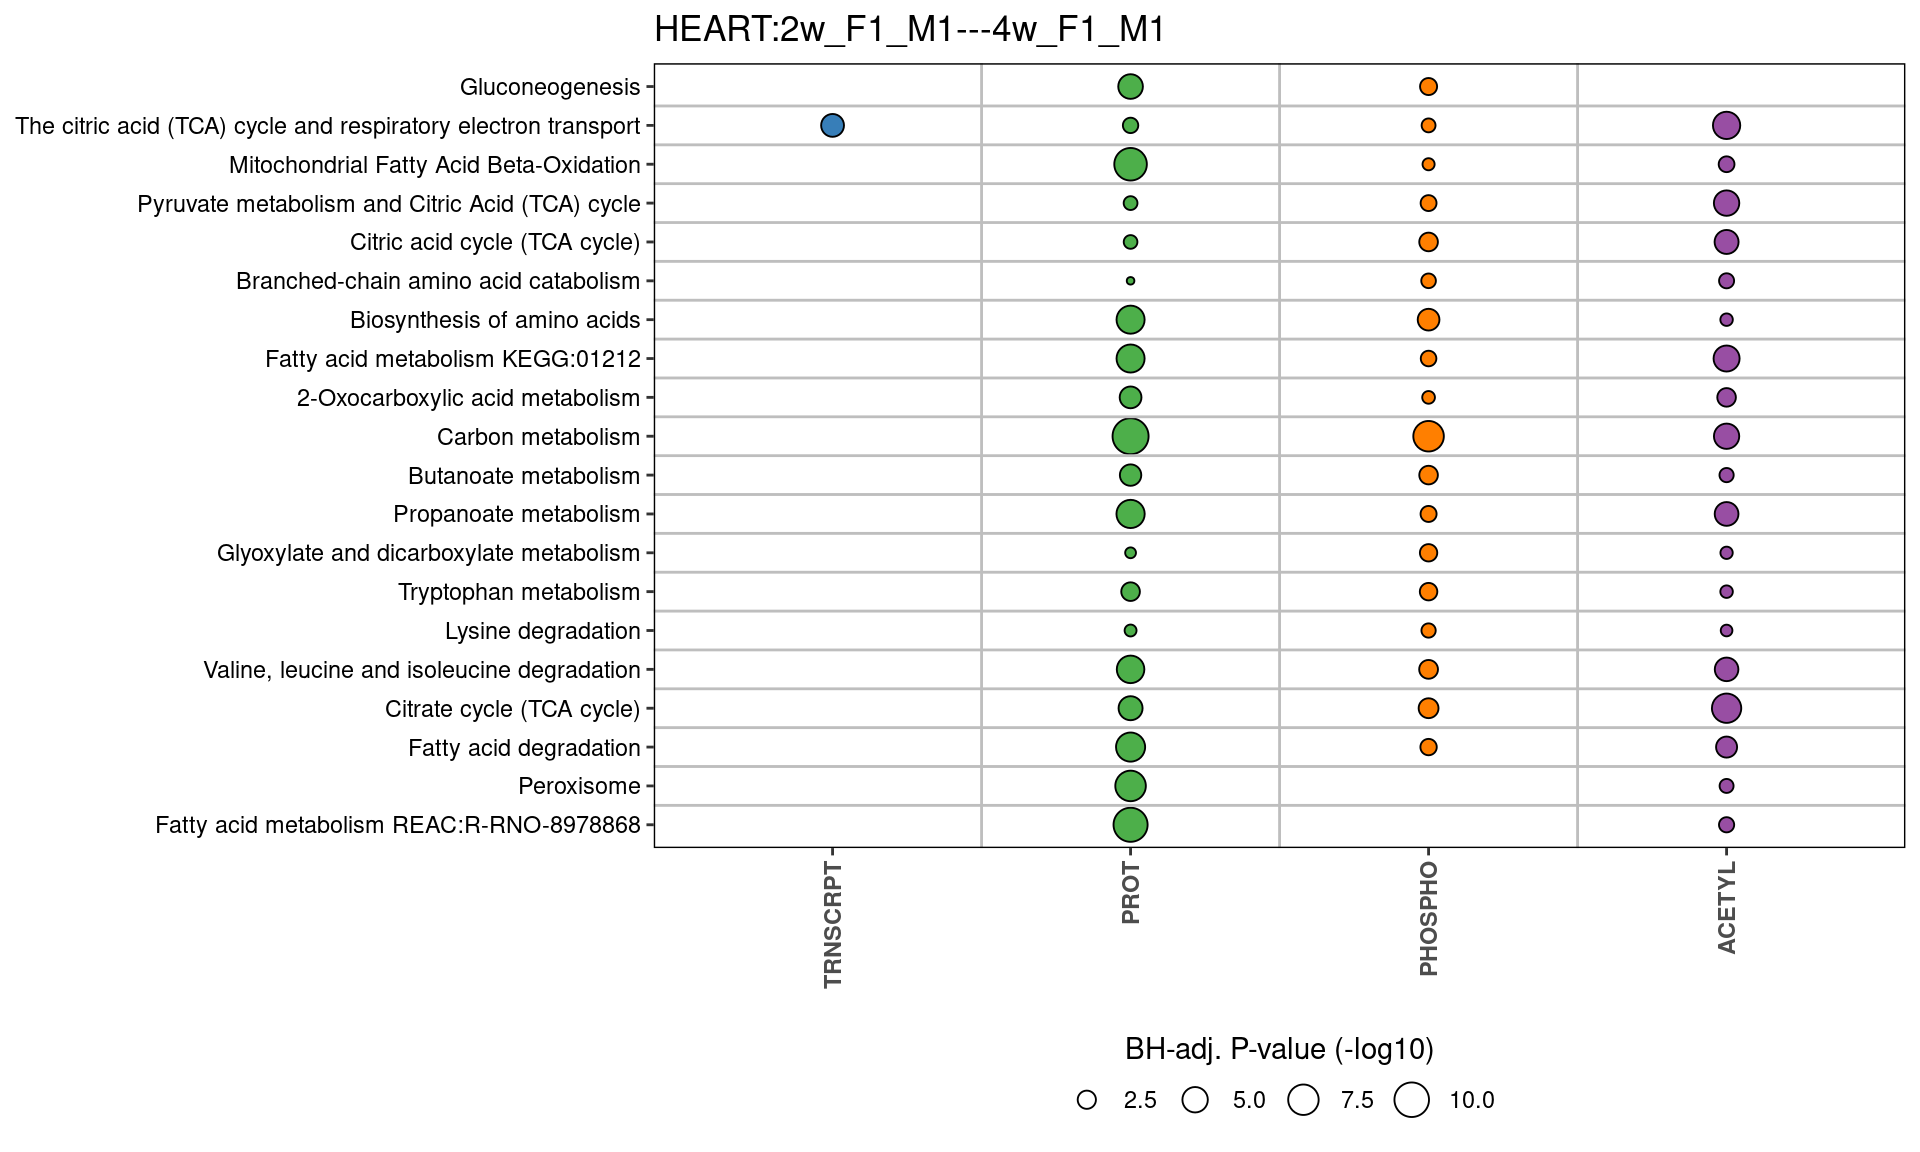 HEART:2w_F1_M1---4w_F1_M1
Gluconeogenesis
The citric acid (TCA) cycle and respiratory electron transport
Mitochondrial Fatty Acid Beta-Oxidation
Pyruvate metabolism and Citric Acid (TCA) cycle
Citric acid cycle (TCA cycle)
Branched-chain amino acid catabolism
Biosynthesis of amino acids
Fatty acid metabolism KEGG:01212
2-Oxocarboxylic acid metabolism
Carbon metabolism
Butanoate metabolism
Propanoate metabolism
Glyoxylate and dicarboxylate metabolism
Tryptophan metabolism
Lysine degradation
Valine, leucine and isoleucine degradation
Citrate cycle (TCA cycle)
Fatty acid degradation
Peroxisome
Fatty acid metabolism REAC:R-RNO-8978868
TRNSCRPT
PROT
PHOSPHO
ACETYL
BH-adj. P-value (-log10)
2.5 5.0 7.5 10.0